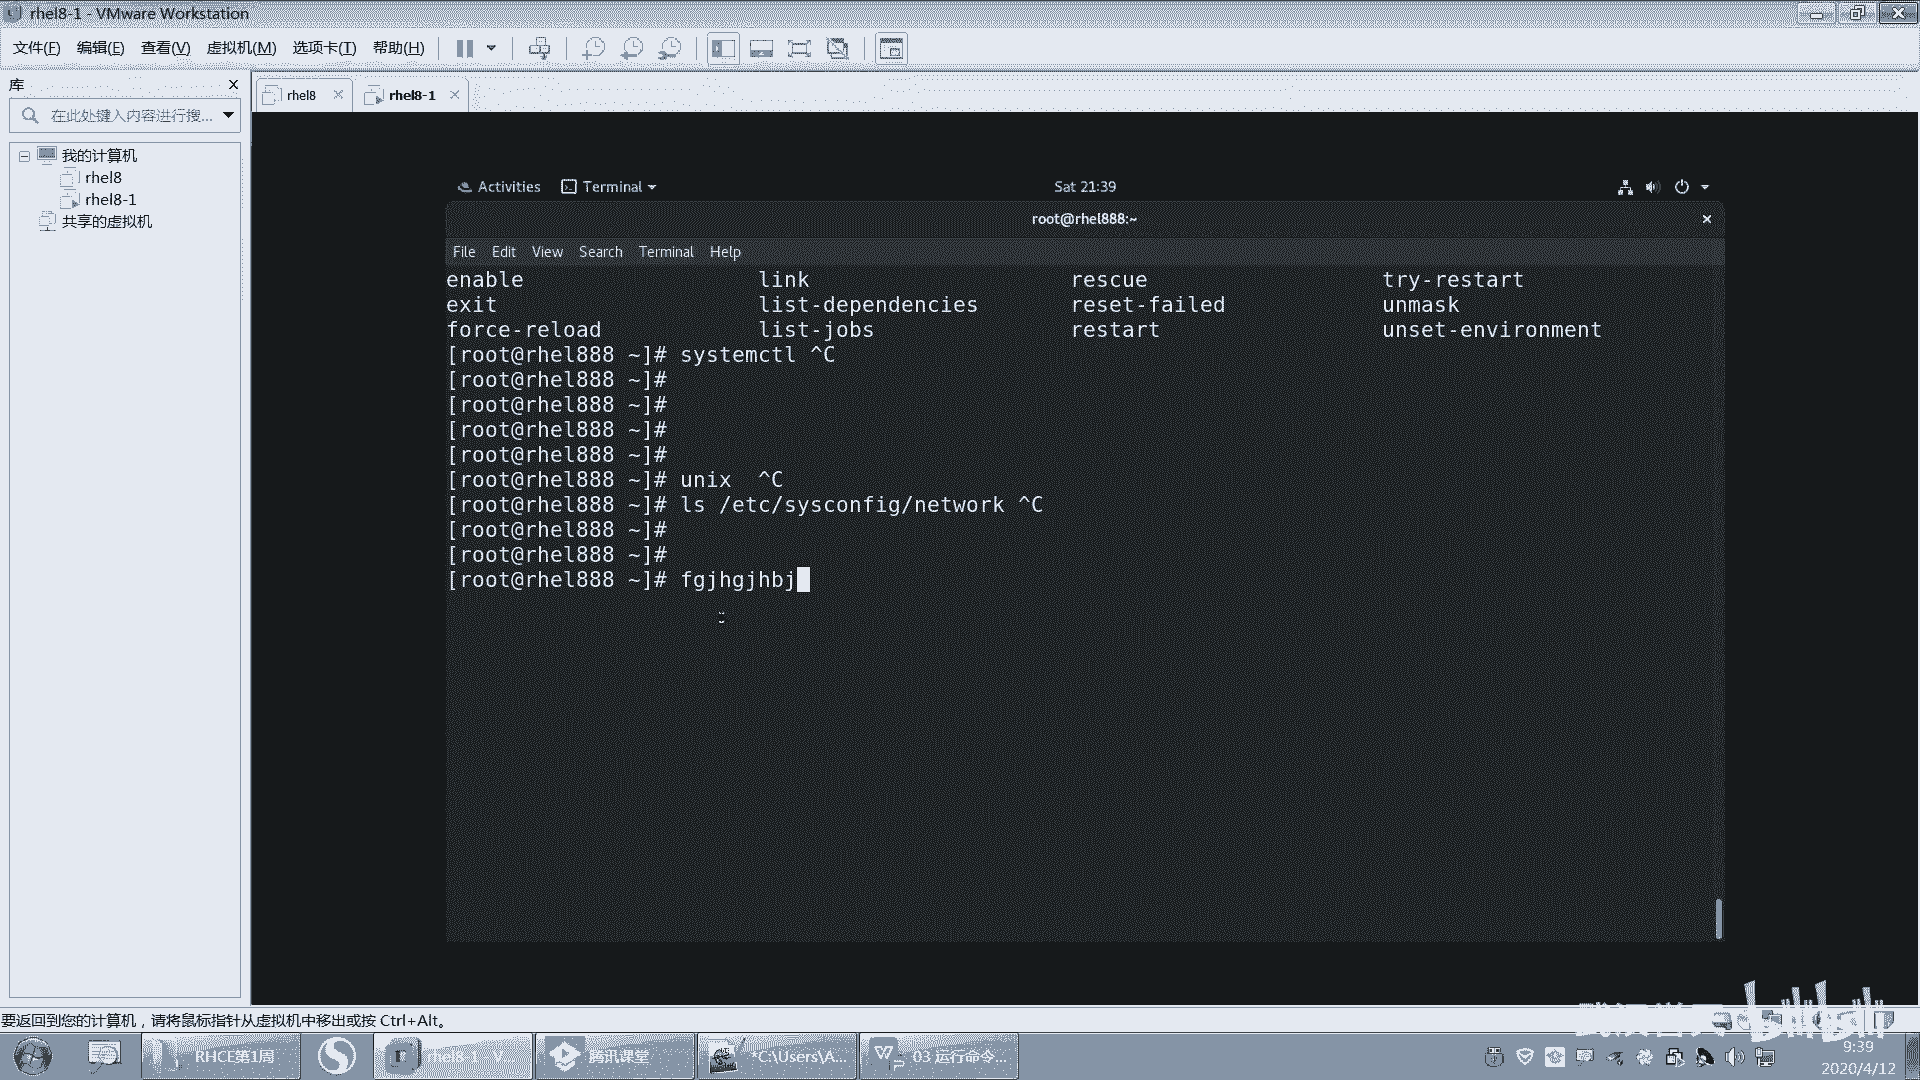 rhel8-1 - VMware Workstation
文件(F) 编辑(E) 查看(V) 虚拟机(M) 选项卡(T) 帮助(H)
库
在此处键入内容进行搜...
我的计算机
rhel8
rhel8-1
共享的虚拟机
rhel8 rhel8-1
Activities Terminal Sat 21:39
root@rhel888:~
File Edit View Search Terminal Help
enable link rescue try-restart
exit list-dependencies reset-failed unmask
force-reload list-jobs restart unset-environment
[root@rhel888 ~]# systemctl ^C
[root@rhel888 ~]#
[root@rhel888 ~]#
[root@rhel888 ~]#
[root@rhel888 ~]#
[root@rhel888 ~]# unix  ^C
[root@rhel888 ~]# ls /etc/sysconfig/network ^C
[root@rhel888 ~]#
[root@rhel888 ~]#
[root@rhel888 ~]# fgjhgjhbj
要返回到您的计算机，请将鼠标指针从虚拟机中移出或按 Ctrl+Alt。
bilibili
RHCE第1周 rhel8-1 - V... 腾讯课堂 *C:\Users\A... 03 运行命令...
9:39
2020/4/12